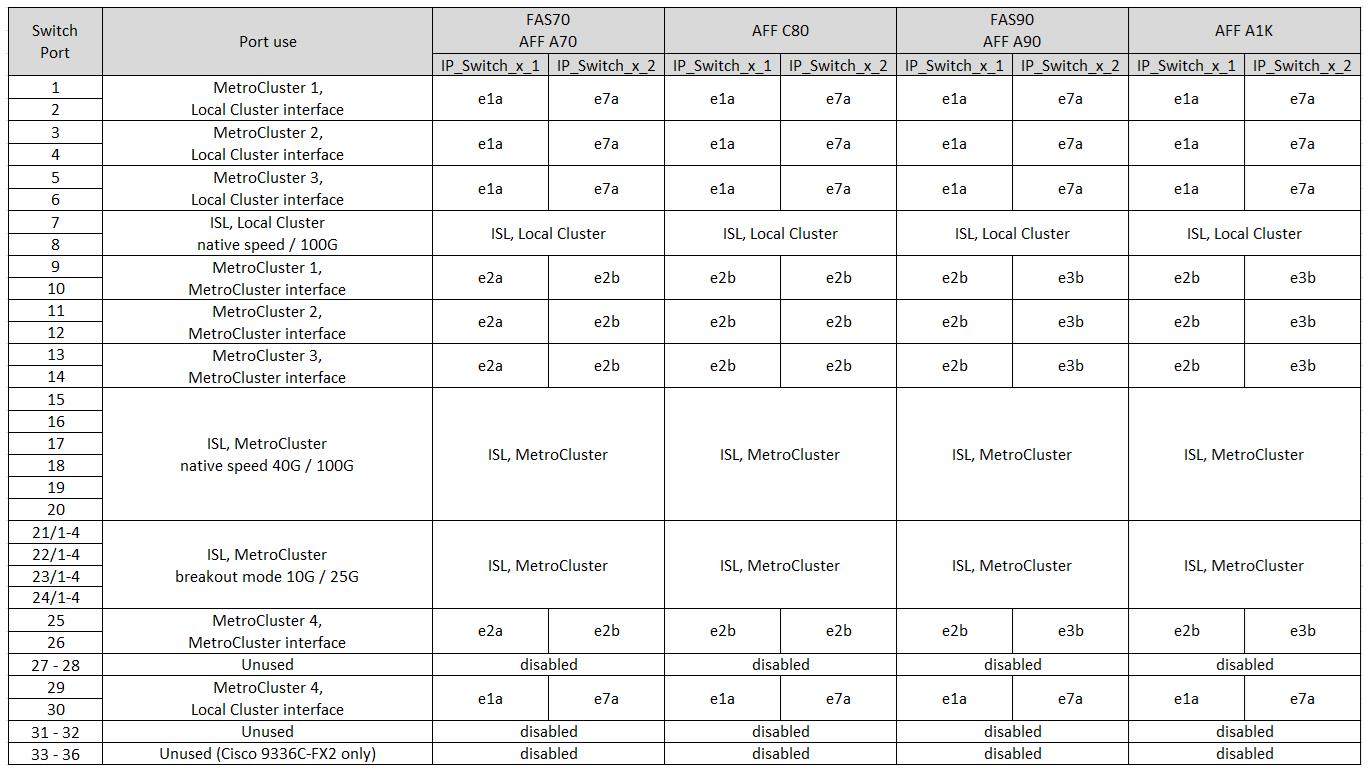 Switch Port | Port use | FAS70 AFF A70 | AFF C80 | FAS90 AFF A90 | AFF A1K
IP_Switch_x_1 | IP_Switch_x_2 | IP_Switch_x_1 | IP_Switch_x_2 | IP_Switch_x_1 | IP_Switch_x_2 | IP_Switch_x_1 | IP_Switch_x_2
1
2
MetroCluster 1,
Local Cluster interface
e1a e7a e1a e7a e1a e7a e1a e7a
3
4
MetroCluster 2,
Local Cluster interface
e1a e7a e1a e7a e1a e7a e1a e7a
5
6
MetroCluster 3,
Local Cluster interface
e1a e7a e1a e7a e1a e7a e1a e7a
7
8
ISL, Local Cluster
native speed / 100G
ISL, Local Cluster ISL, Local Cluster ISL, Local Cluster ISL, Local Cluster
9
10
MetroCluster 1,
MetroCluster interface
e2a e2b e2b e2b e2b e3b e2b e3b
11
12
MetroCluster 2,
MetroCluster interface
e2a e2b e2b e2b e2b e3b e2b e3b
13
14
MetroCluster 3,
MetroCluster interface
e2a e2b e2b e2b e2b e3b e2b e3b
15
16
17
18
19
20
ISL, MetroCluster
native speed 40G / 100G
ISL, MetroCluster ISL, MetroCluster ISL, MetroCluster ISL, MetroCluster
21/1-4
22/1-4
23/1-4
24/1-4
ISL, MetroCluster
breakout mode 10G / 25G
ISL, MetroCluster ISL, MetroCluster ISL, MetroCluster ISL, MetroCluster
25
26
MetroCluster 4,
MetroCluster interface
e2a e2b e2b e2b e2b e3b e2b e3b
27 - 28 Unused disabled disabled disabled disabled
29
30
MetroCluster 4,
Local Cluster interface
e1a e7a e1a e7a e1a e7a e1a e7a
31 - 32 Unused disabled disabled disabled disabled
33 - 36 Unused (Cisco 9336C-FX2 only) disabled disabled disabled disabled